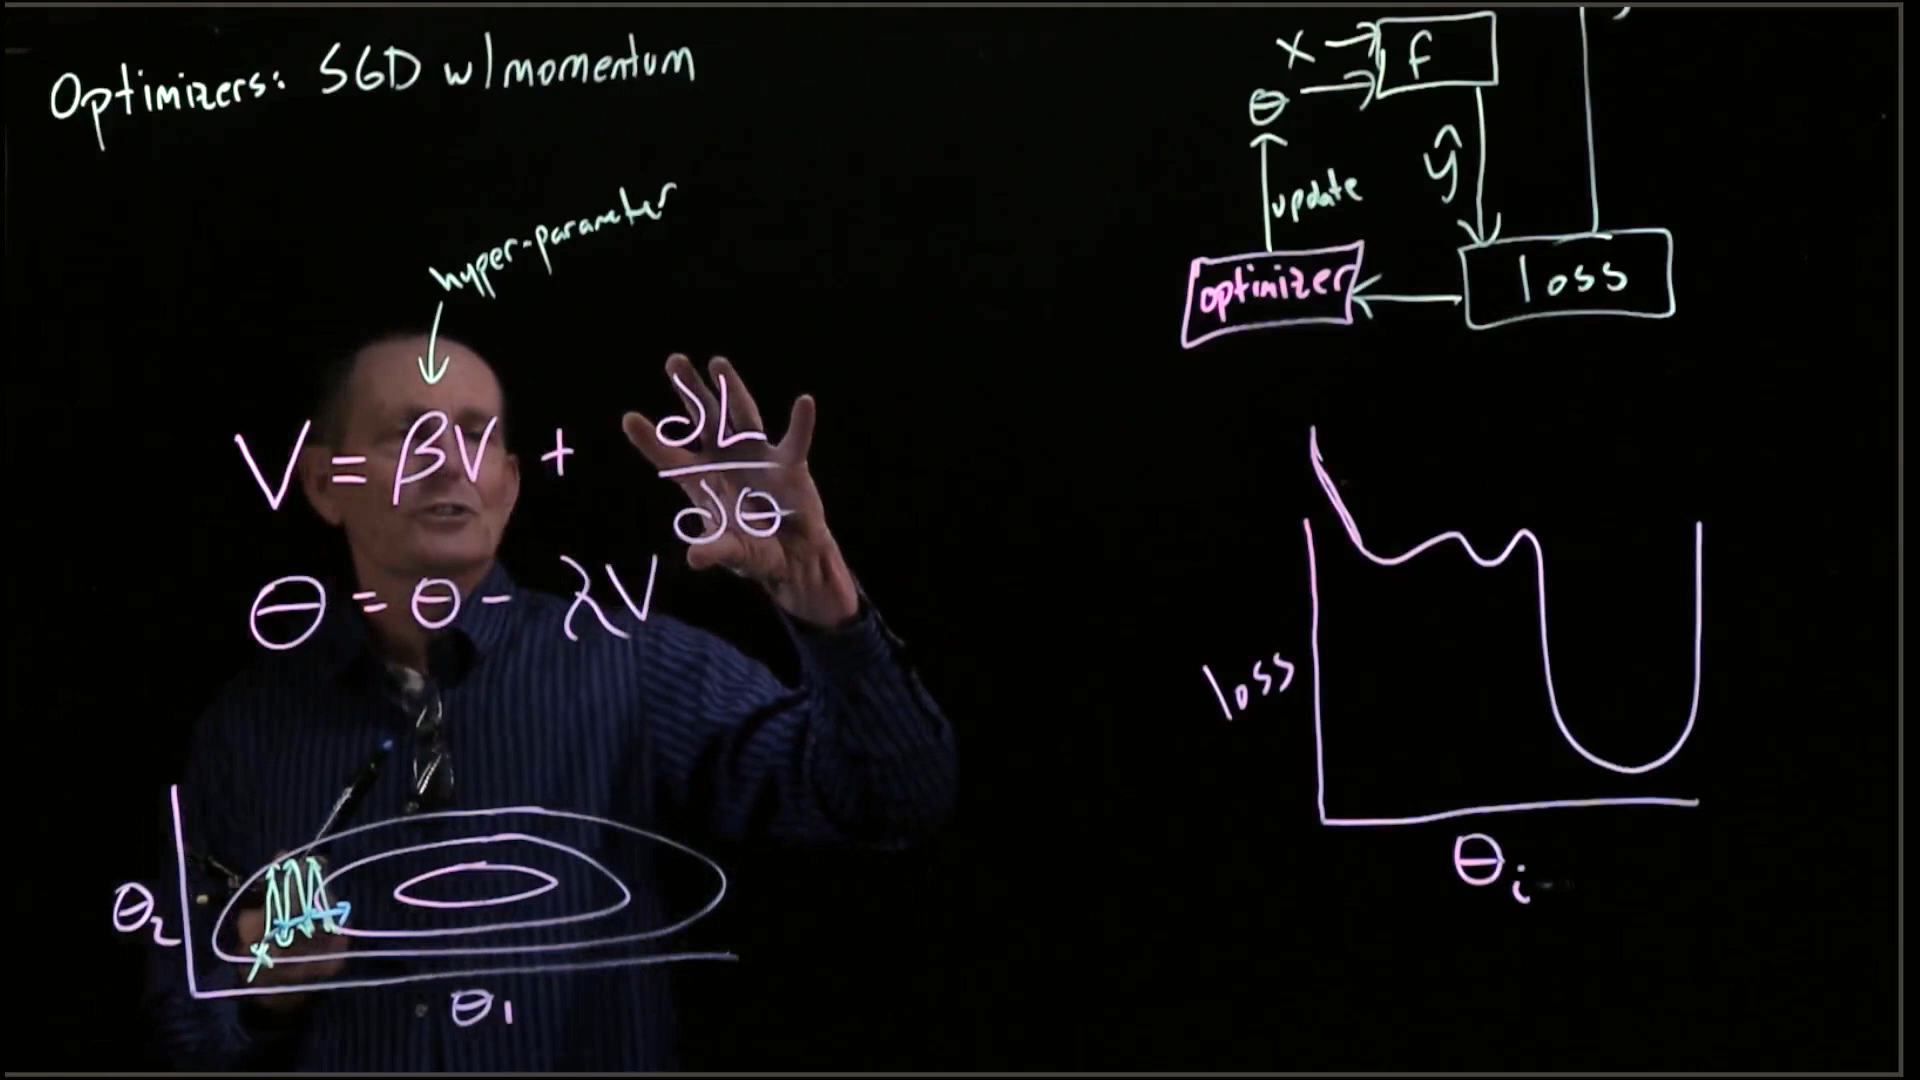 Optimizers: SGD w/momentum
hyper-parameter
V = βV + ∂L/∂θ
θ = θ - λV
θ2
θ1
x
f
θ
ŷ
update
optimizer
loss
loss
θi